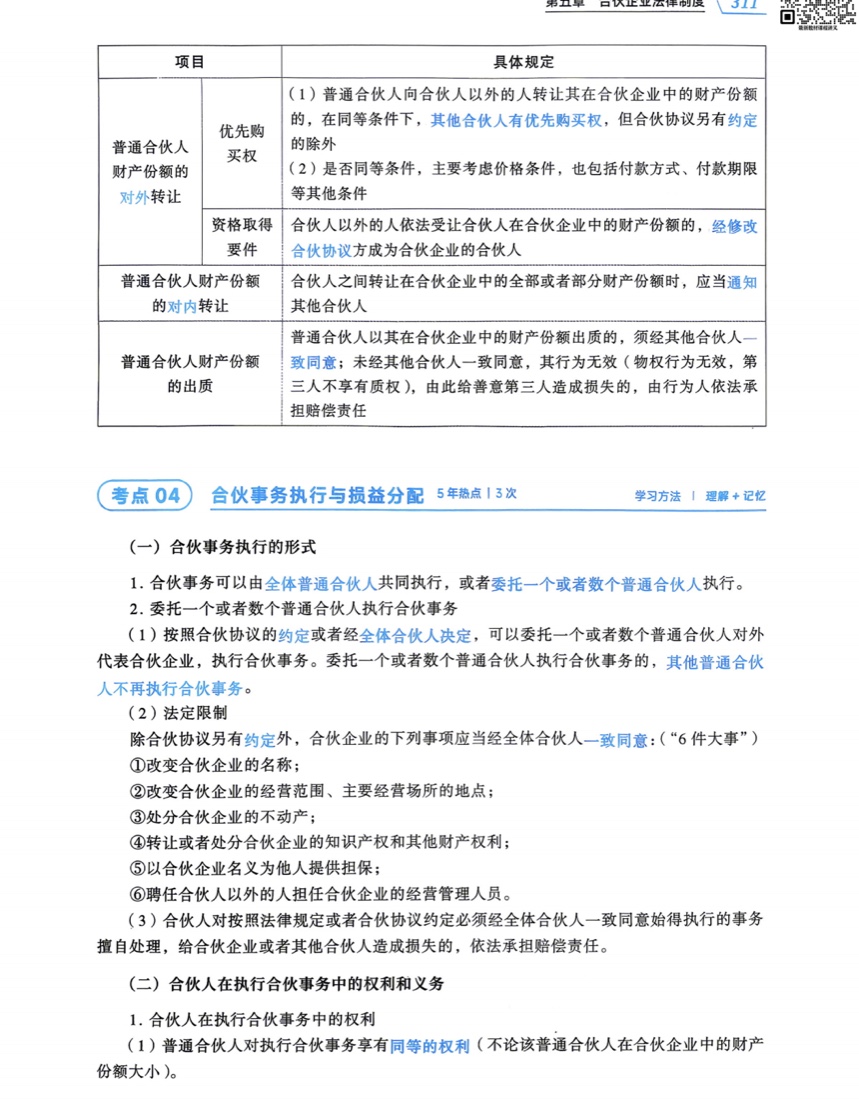 第五章 合伙企业法律制度 311
项目 具体规定
普通合伙人
财产份额的
对外转让
优先购
买权
(1)普通合伙人向合伙人以外的人转让其在合伙企业中的财产份额
的，在同等条件下，其他合伙人有优先购买权，但合伙协议另有约定
的除外
(2)是否同等条件，主要考虑价格条件，也包括付款方式、付款期限
等其他条件
资格取得
要件
合伙人以外的人依法受让合伙人在合伙企业中的财产份额的，经修改
合伙协议方成为合伙企业的合伙人
普通合伙人财产份额
的对内转让
合伙人之间转让在合伙企业中的全部或者部分财产份额时，应当通知
其他合伙人
普通合伙人财产份额
的出质
普通合伙人以其在合伙企业中的财产份额出质的，须经其他合伙人一
致同意；未经其他合伙人一致同意，其行为无效（物权行为无效，第
三人不享有质权），由此给善意第三人造成损失的，由行为人依法承
担赔偿责任
考点 04 合伙事务执行与损益分配 5年热点 | 3次 学习方法 | 理解+记忆
（一）合伙事务执行的形式
1. 合伙事务可以由全体普通合伙人共同执行，或者委托一个或者数个普通合伙人执行。
2. 委托一个或者数个普通合伙人执行合伙事务
(1)按照合伙协议的约定或者经全体合伙人决定，可以委托一个或者数个普通合伙人对外
代表合伙企业，执行合伙事务。委托一个或者数个普通合伙人执行合伙事务的，其他普通合伙
人不再执行合伙事务。
(2)法定限制
除合伙协议另有约定外，合伙企业的下列事项应当经全体合伙人一致同意：（“6件大事”）
①改变合伙企业的名称；
②改变合伙企业的经营范围、主要经营场所的地点；
③处分合伙企业的不动产；
④转让或者处分合伙企业的知识产权和其他财产权利；
⑤以合伙企业名义为他人提供担保；
⑥聘任合伙人以外的人担任合伙企业的经营管理人员。
(3)合伙人对按照法律规定或者合伙协议约定必须经全体合伙人一致同意始得执行的事务
擅自处理，给合伙企业或者其他合伙人造成损失的，依法承担赔偿责任。
（二）合伙人在执行合伙事务中的权利和义务
1. 合伙人在执行合伙事务中的权利
(1)普通合伙人对执行合伙事务享有同等的权利（不论该普通合伙人在合伙企业中的财产
份额大小）。